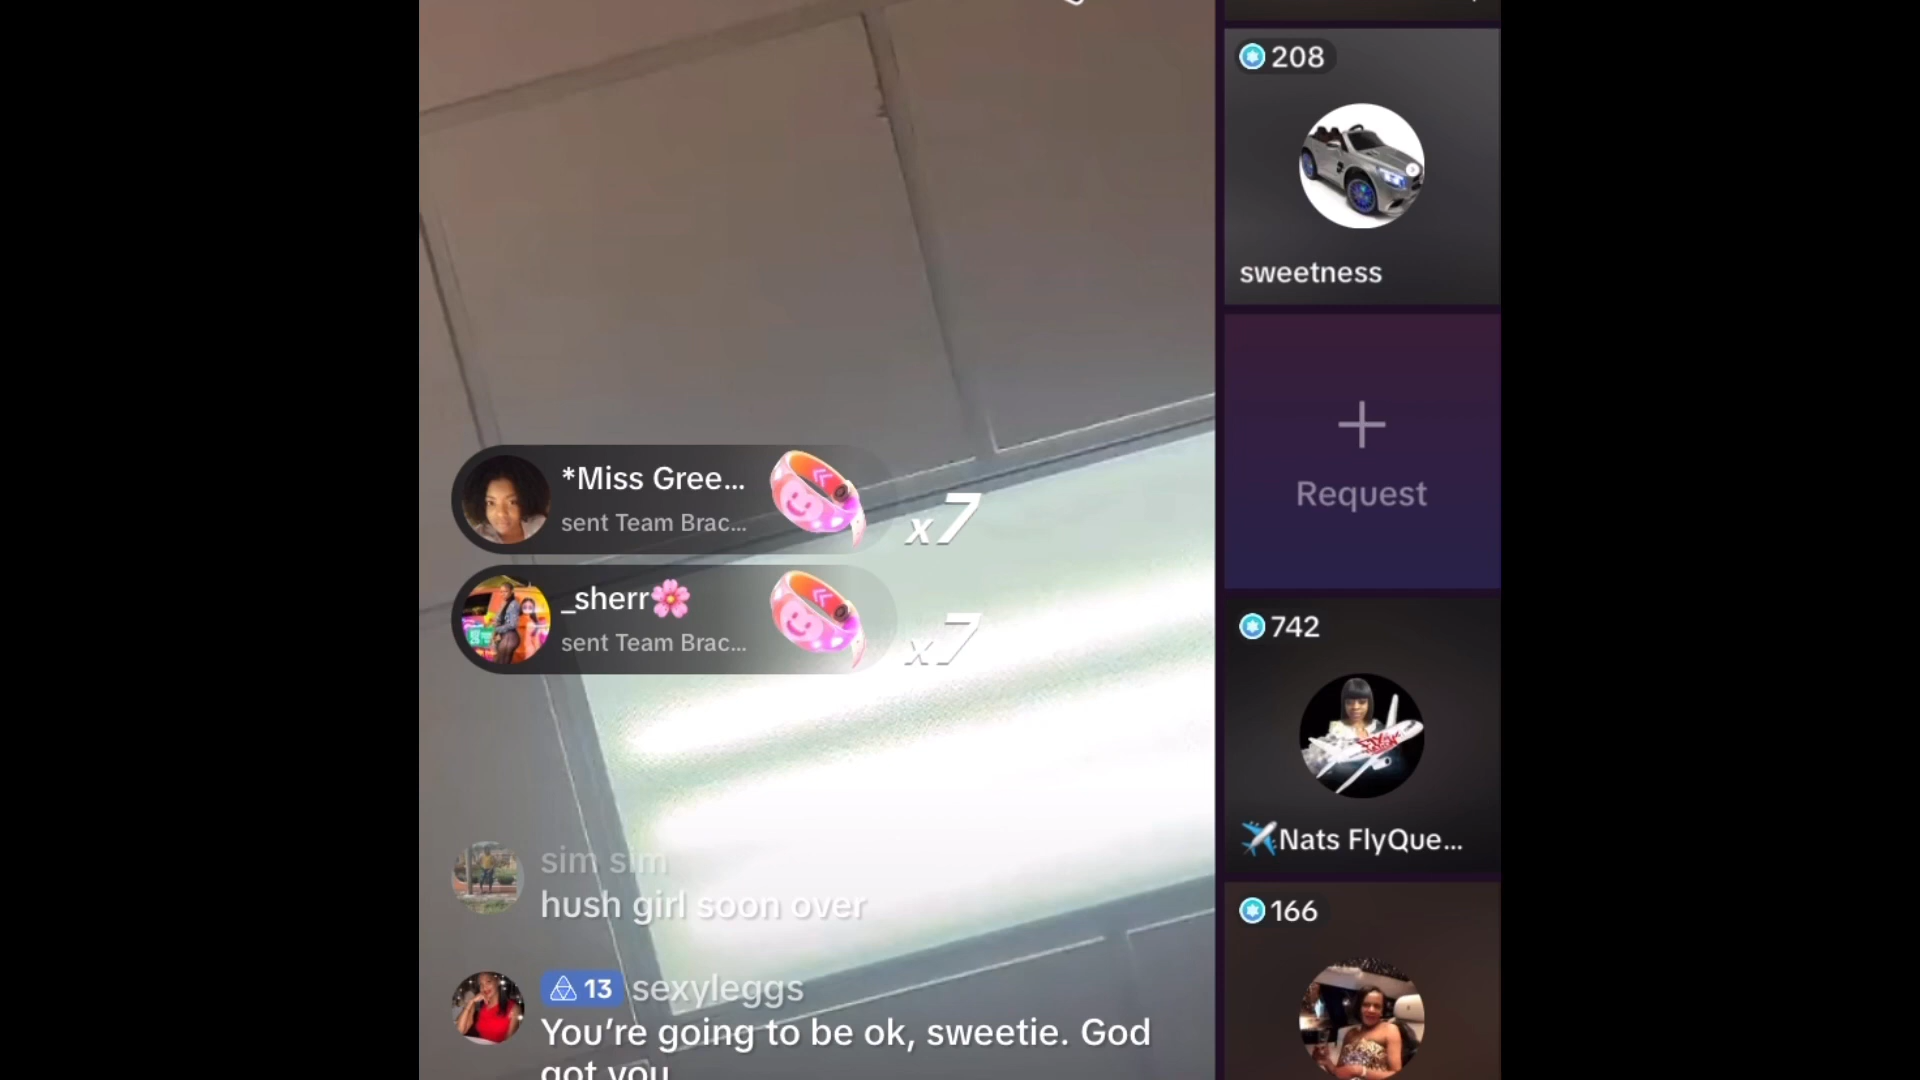 *Miss Gree...
sent Team Brac...
x7
_sherr🌸
sent Team Brac...
x7
sim sim
hush girl soon over
13 sexyleggs
You're going to be ok, sweetie. God
got you
208
sweetness
+
Request
742
✈️Nats FlyQue...
166